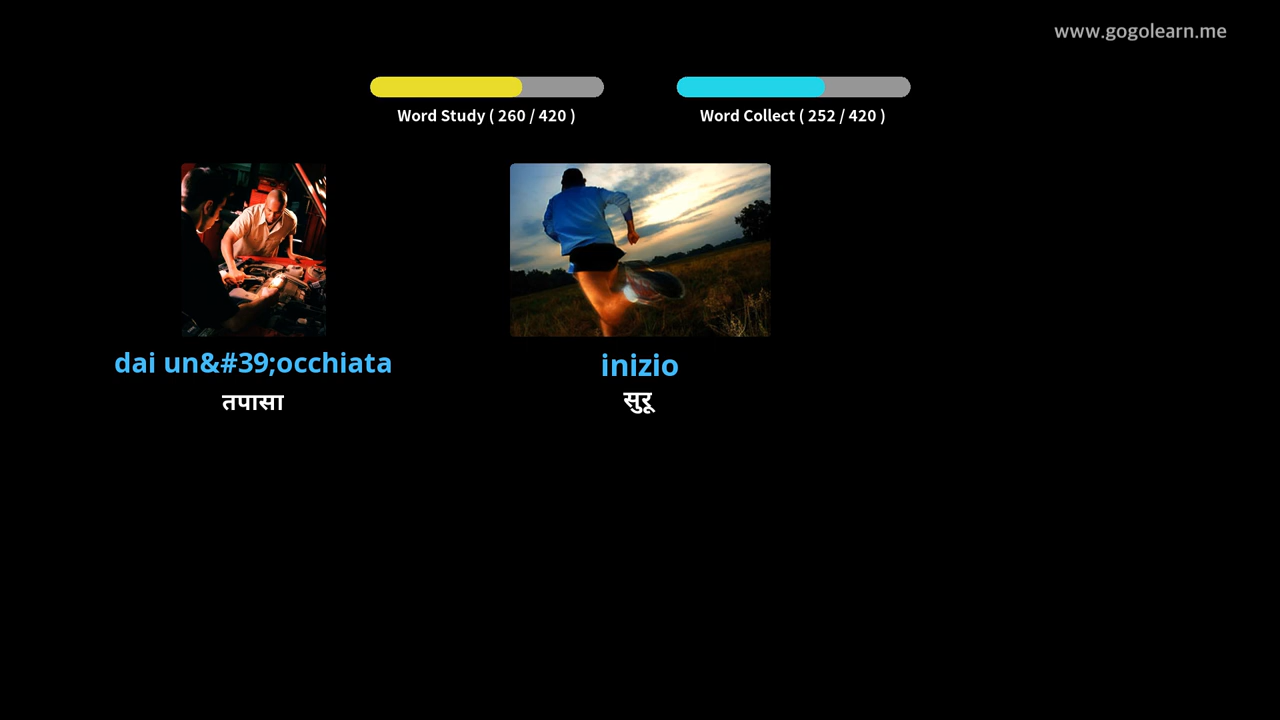 www.gogolearn.me
Word Study ( 260 / 420 )
Word Collect ( 252 / 420 )
dai un&#39;occhiata
तपासा
inizio
सुरू